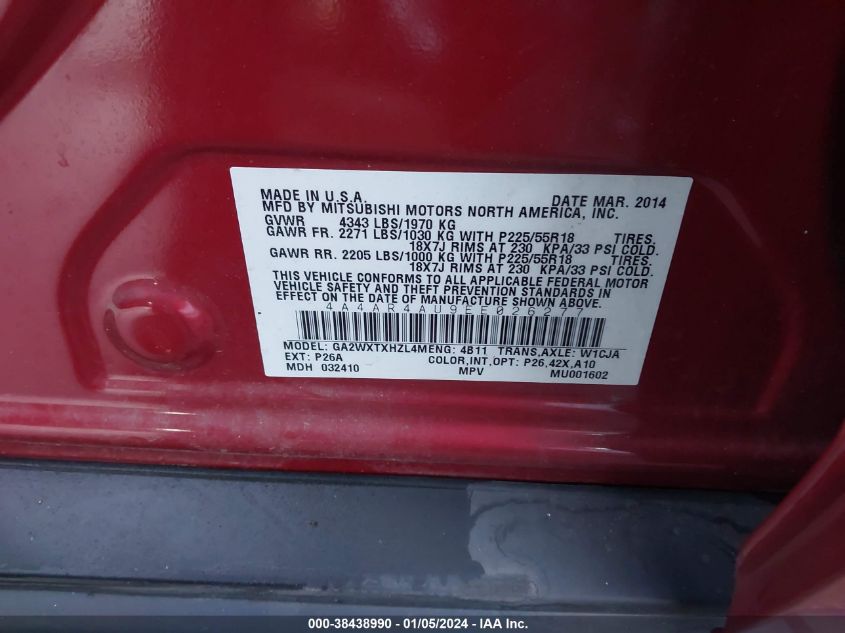 MADE IN U.S.A. DATE MAR. 2014
MFD BY MITSUBISHI MOTORS NORTH AMERICA, INC.
GVWR 4343 LBS/1970 KG
GAWR FR. 2271 LBS/1030 KG WITH P225/55R18 TIRES.
18X7J RIMS AT 230 KPA/33 PSI COLD.
GAWR RR. 2205 LBS/1000 KG WITH P225/55R18 TIRES.
18X7J RIMS AT 230 KPA/33 PSI COLD.
THIS VEHICLE CONFORMS TO ALL APPLICABLE FEDERAL MOTOR
VEHICLE SAFETY AND THEFT PREVENTION STANDARDS IN
EFFECT ON THE DATE OF MANUFACTURE SHOWN ABOVE.
4A4AR4AU9EE026277
MODEL: GA2WXTXHZL4MENG: 4B11 TRANS,AXLE: W1CJA
EXT: P26A COLOR,INT,OPT: P26,42X,A10
MDH 032410 MPV MU001602
000-38438990 - 01/05/2024 - IAAI Inc.